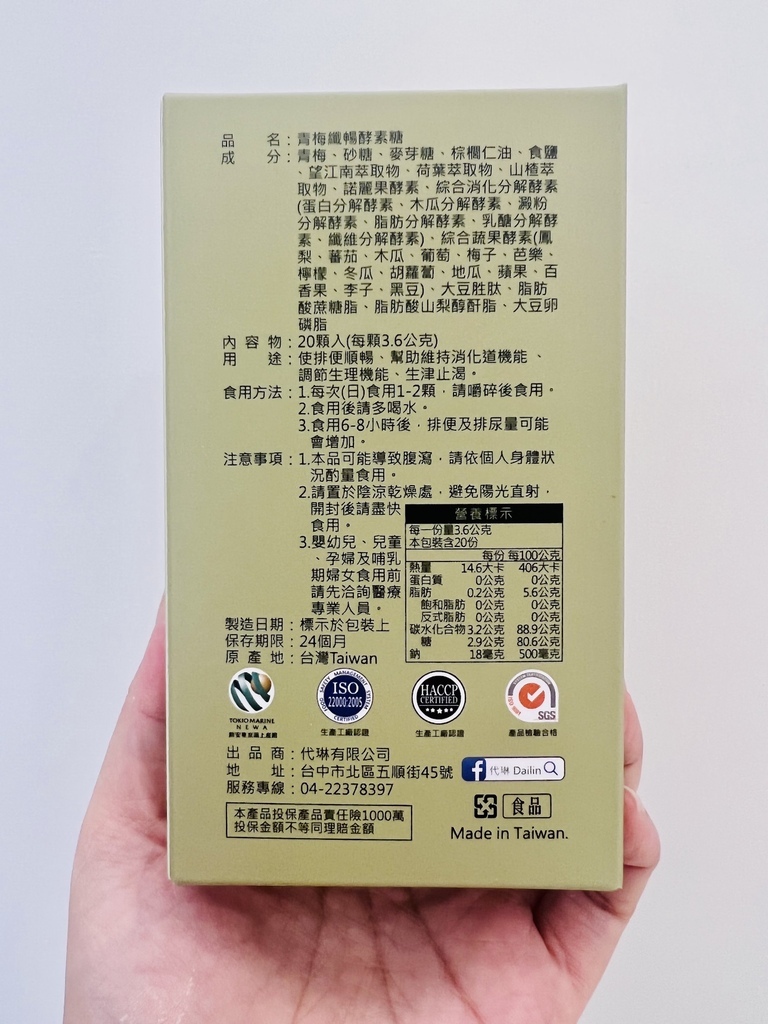 品　　名：青梅纖暢酵素糖
成　　分：青梅、砂糖、麥芽糖、棕櫚仁油、食鹽
、望江南萃取物、荷葉萃取物、山楂萃
取物、諾麗果酵素、綜合消化分解酵素
(蛋白分解酵素、木瓜分解酵素、澱粉
分解酵素、脂肪分解酵素、乳醣分解酵
素、纖維分解酵素)、綜合蔬果酵素(鳳
梨、蕃茄、木瓜、葡萄、梅子、芭樂、
檸檬、冬瓜、胡蘿蔔、地瓜、蘋果、百
香果、李子、黑豆)、大豆胜肽、脂肪
酸蔗糖脂、脂肪酸山梨醇酐脂、大豆卵
磷脂
內 容 物：20顆入(每顆3.6公克)
用　　途：使排便順暢、幫助維持消化道機能、
調節生理機能、生津止渴。
食用方法：1.每次(日)食用1-2顆，請嚼碎後食用。
2.食用後請多喝水。
3.食用6-8小時後，排便及排尿量可能
會增加。
注意事項：1.本品可能導致腹瀉，請依個人身體狀
況酌量食用。
2.請置於陰涼乾燥處，避免陽光直射，
開封後請盡快
食用。
3.嬰幼兒、兒童
、孕婦及哺乳
期婦女食用前
請先洽詢醫療
專業人員。
營養標示
每一份量3.6公克
本包裝含20份
每份 每100公克
熱量 14.6大卡 406大卡
蛋白質 0公克 0公克
脂肪 0.2公克 5.6公克
飽和脂肪 0公克 0公克
反式脂肪 0公克 0公克
碳水化合物 3.2公克 88.9公克
糖 2.9公克 80.6公克
鈉 18毫克 500毫克
製造日期：標示於包裝上
保存期限：24個月
原 產 地：台灣Taiwan
TOKIO MARINE
NEWA
ISO
22000:2005
CERTIFIED
生產工廠認證
HACCP
CERTIFIED
生產工廠認證
SGS
產品檢驗合格
出 品 商：代琳有限公司
地　　址：台中市北區五順街45號
f 代琳 Dailin
服務專線：04-22378397
本產品投保產品責任險1000萬
投保金額不等同理賠金額
食品
Made in Taiwan.